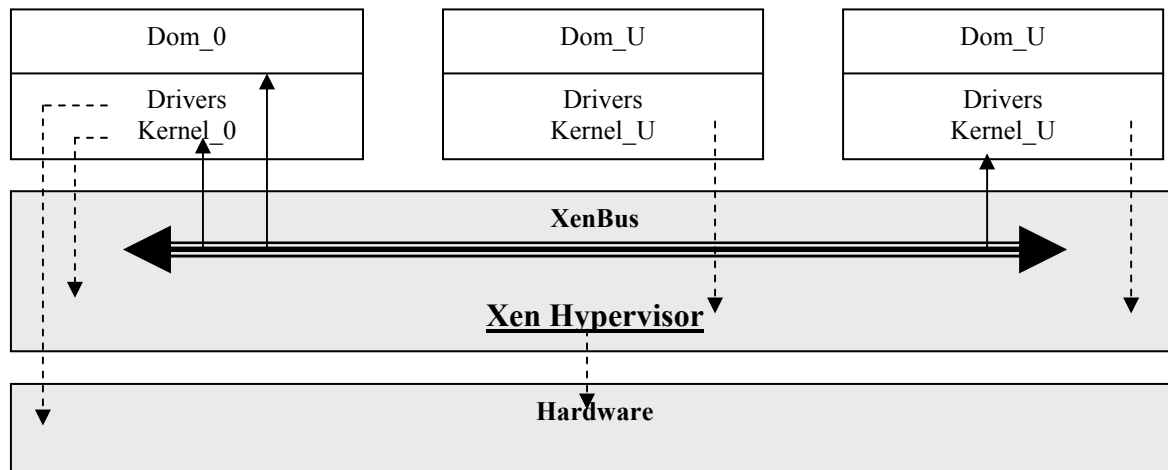 Dom_0
Drivers
Kernel_0
Dom_U
Drivers
Kernel_U
Dom_U
Drivers
Kernel_U
XenBus
Xen Hypervisor
Hardware